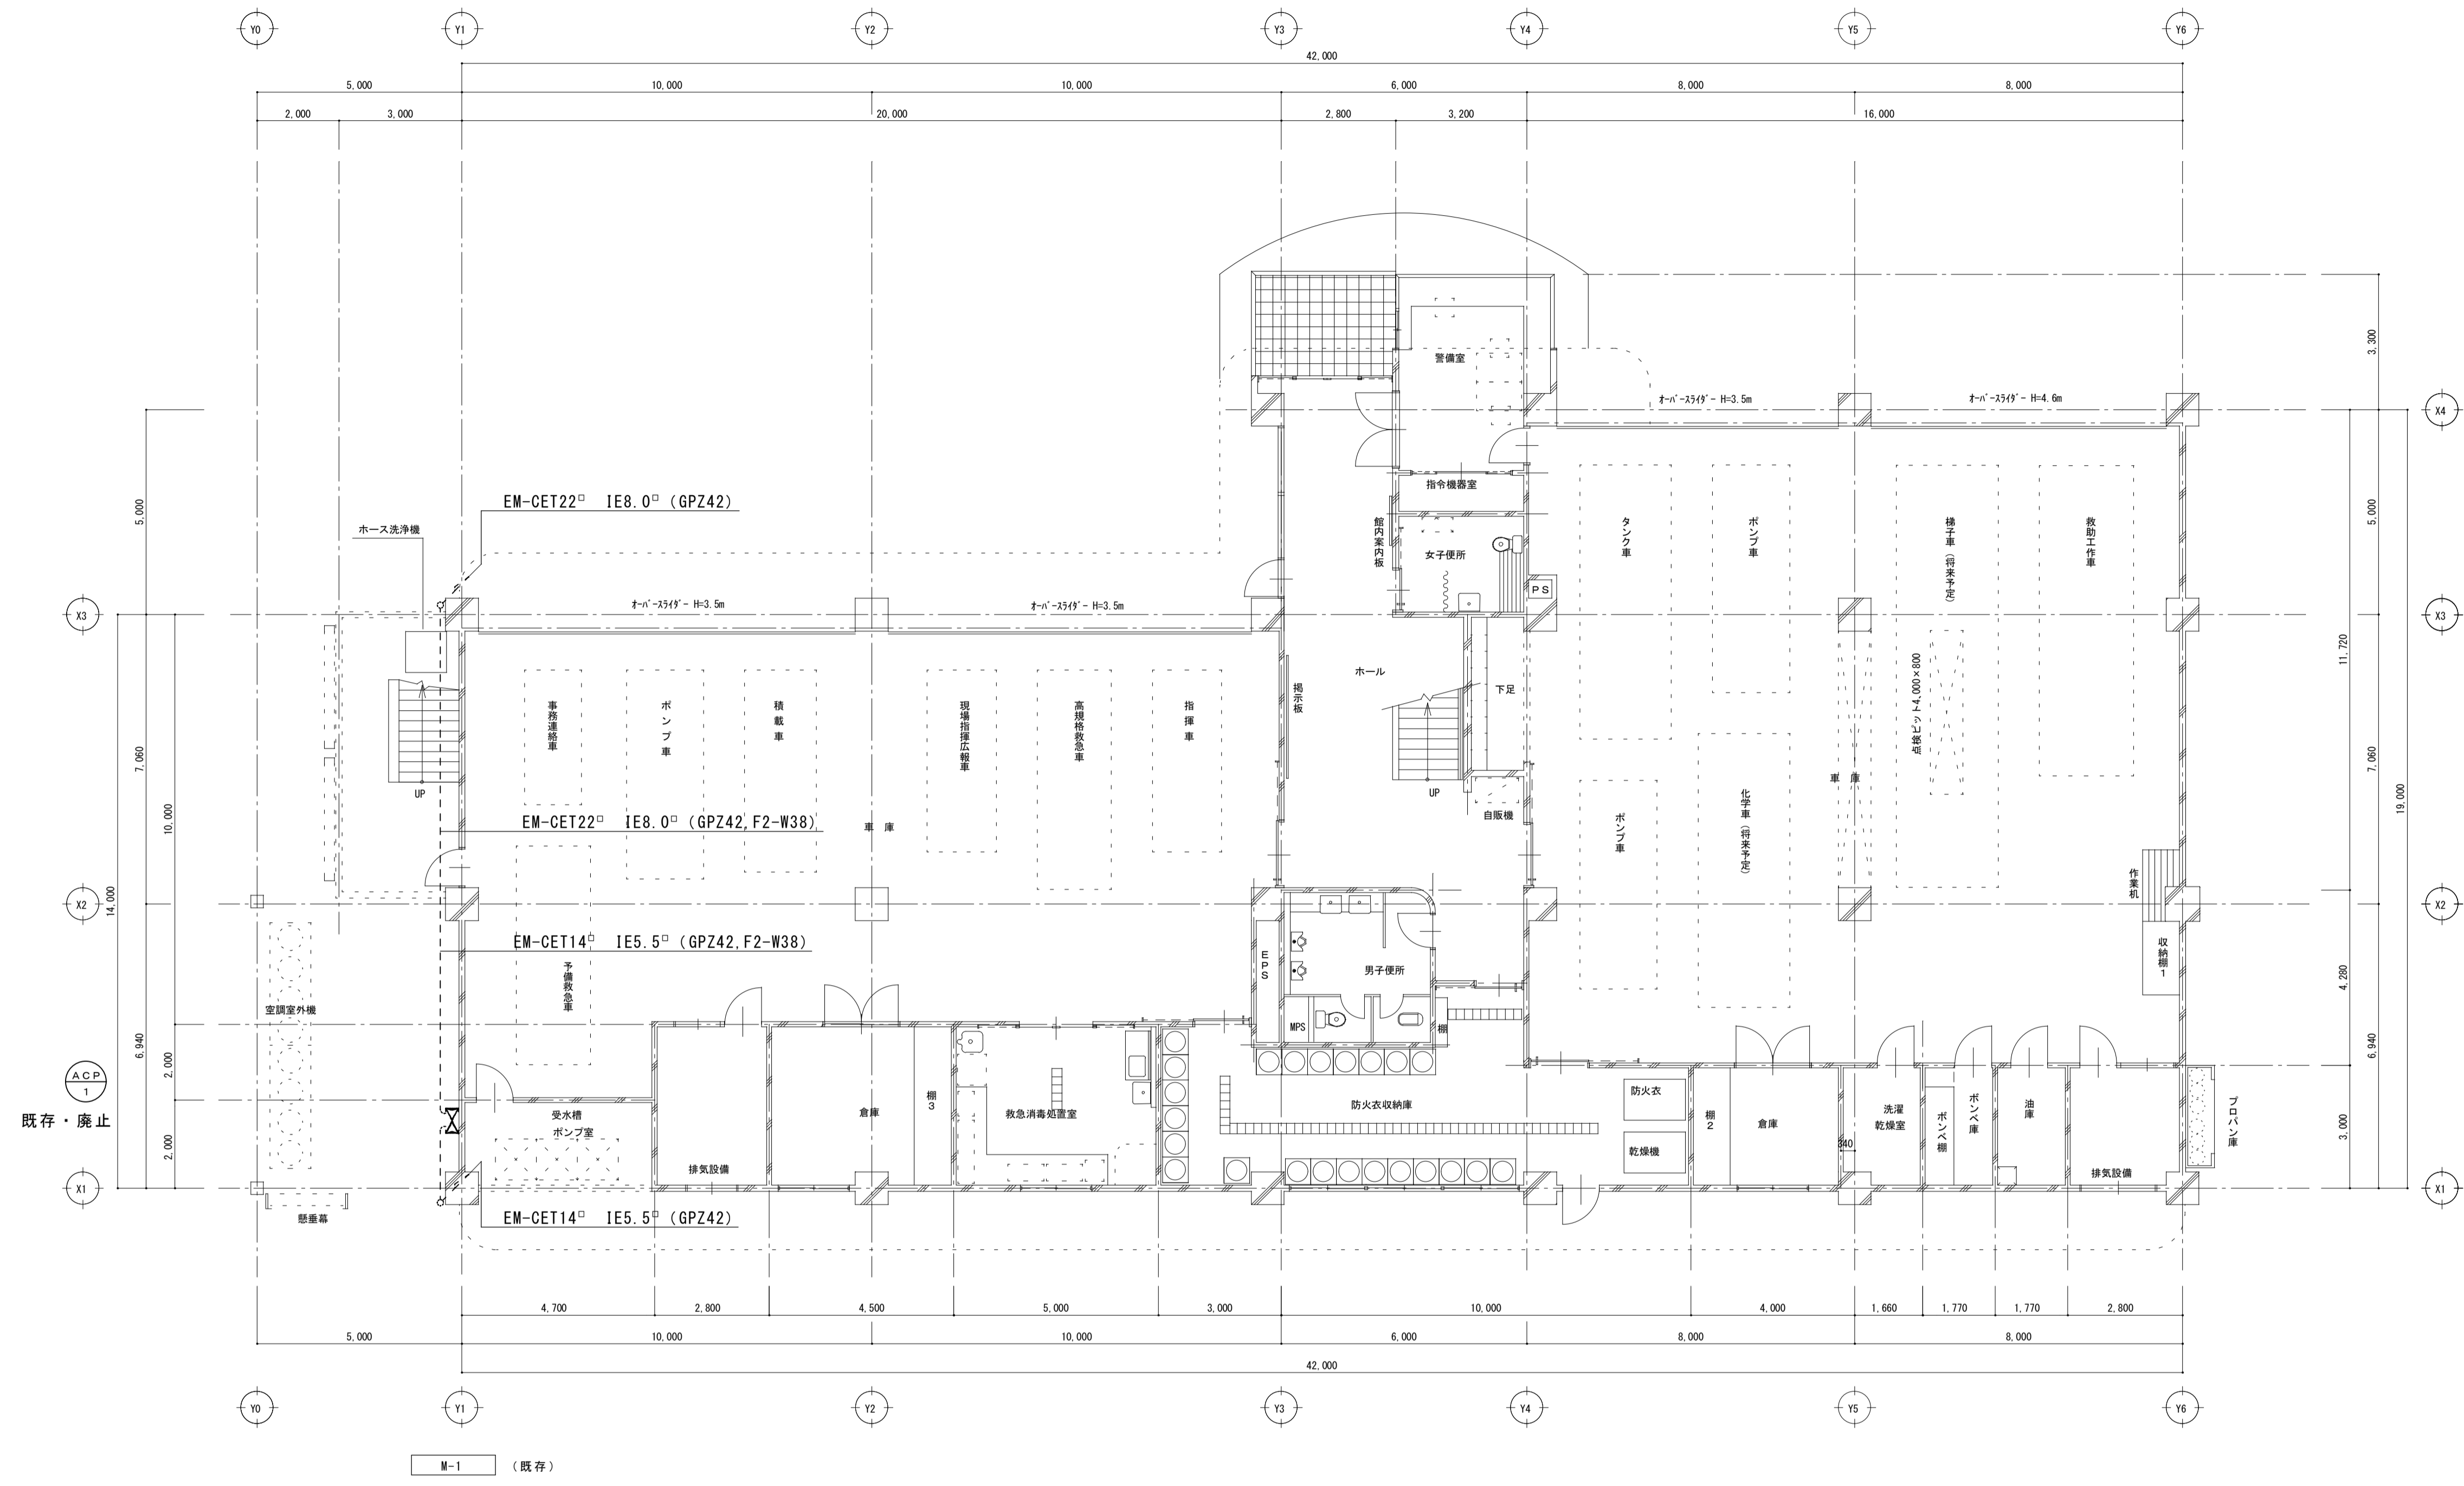 Y0 Y1 Y2 Y3 Y4 Y5 Y6
42,000
5,000 10,000 10,000 6,000 8,000 8,000
2,000 3,000 20,000 2,800 3,200 16,000
3,300
警備室
オーバースライダー H=3.5m
オーバースライダー H=4.6m
X4
X4
指令機器室
EM-CET22□ IE8.0□ (GPZ42)
5,000
5,000
ホース洗浄機
館内案内板
女子便所
タンク車
ポンプ車
梯子車(将来予定)
救助工作車
PS
X3
オーバースライダー H=3.5m
オーバースライダー H=3.5m
X3
11,720
ホール
下足
掲示板
点検ピット4,000×800
事務連絡車
ポンプ車
積載車
現場指揮広報車
高規格救急車
指揮車
7,060
7,060
10,000
19,000
車 庫
UP
UP
自販機
EM-CET22□ IE8.0□ (GPZ42,F2-W38)
車 庫
ポンプ車
化学車(将来予定)
作業机
14,000
X2
X2
EM-CET14□ IE5.5□ (GPZ42,F2-W38)
予備救急車
EPS
男子便所
収納棚1
4,280
空調室外機
MPS
棚
6,940
2,000
6,940
ACP
1
既存・廃止
受水槽
ポンプ室
倉庫
棚3
救急消毒処置室
防火衣収納庫
防火衣
乾燥機
棚2
倉庫
340
洗濯
乾燥室
ボンベ棚
ボンベ庫
油庫
プロパン庫
3,000
2,000
排気設備
排気設備
X1
X1
懸垂幕
EM-CET14□ IE5.5□ (GPZ42)
4,700 2,800 4,500 5,000 3,000 10,000 4,000 1,660 1,770 1,770 2,800
5,000 10,000 10,000 6,000 8,000 8,000
42,000
Y0 Y1 Y2 Y3 Y4 Y5 Y6
M-1 (既存)